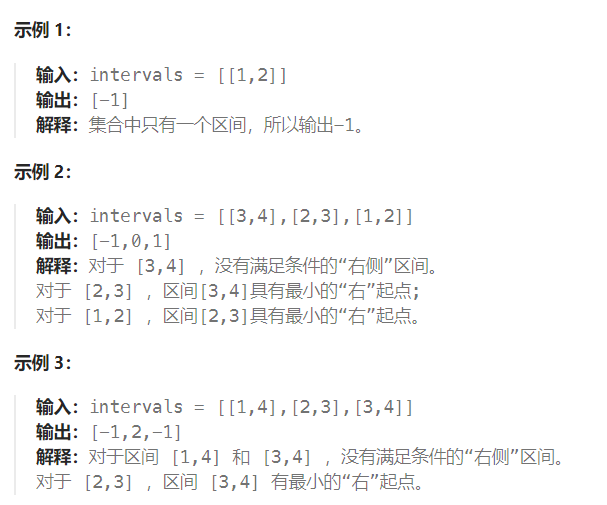 示例 1：
输入：intervals = [[1,2]]
输出：[-1]
解释：集合中只有一个区间，所以输出-1。
示例 2：
输入：intervals = [[3,4],[2,3],[1,2]]
输出：[-1,0,1]
解释：对于 [3,4] ，没有满足条件的“右侧”区间。
对于 [2,3] ，区间[3,4]具有最小的“右”起点;
对于 [1,2] ，区间[2,3]具有最小的“右”起点。
示例 3：
输入：intervals = [[1,4],[2,3],[3,4]]
输出：[-1,2,-1]
解释：对于区间 [1,4] 和 [3,4] ，没有满足条件的“右侧”区间。
对于 [2,3] ，区间 [3,4] 有最小的“右”起点。